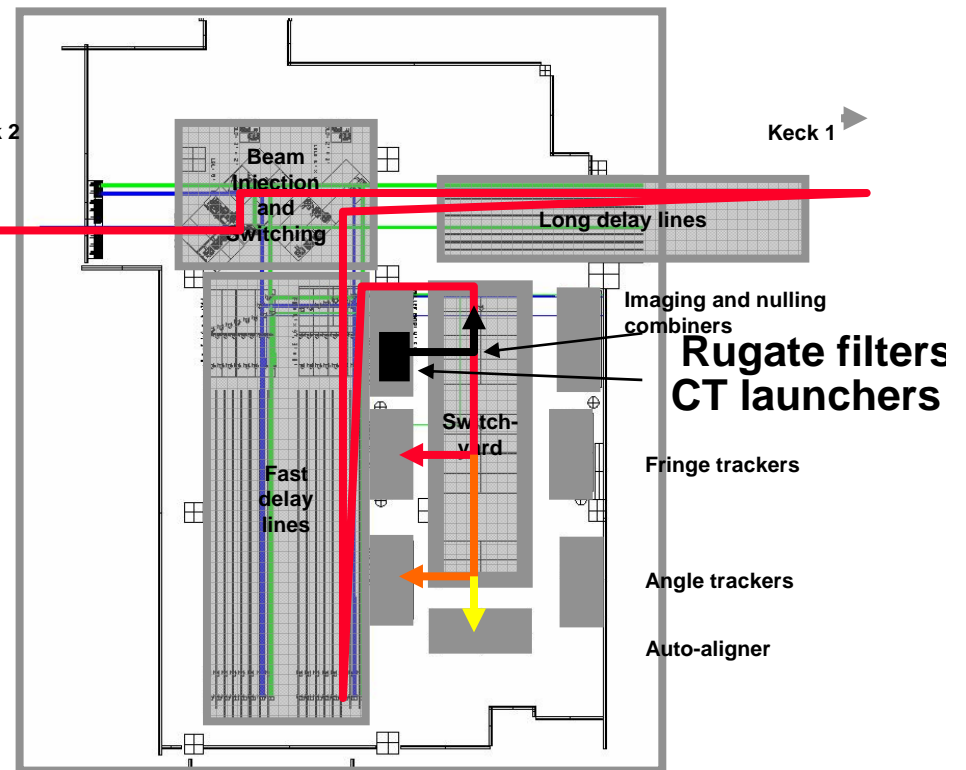 2
Keck 1
Beam
Injection
and
Switching
Long delay lines
Imaging and nulling
combiners
Rugate filters
CT launchers
Switch-
yard
Fringe trackers
Fast
delay
lines
Angle trackers
Auto-aligner